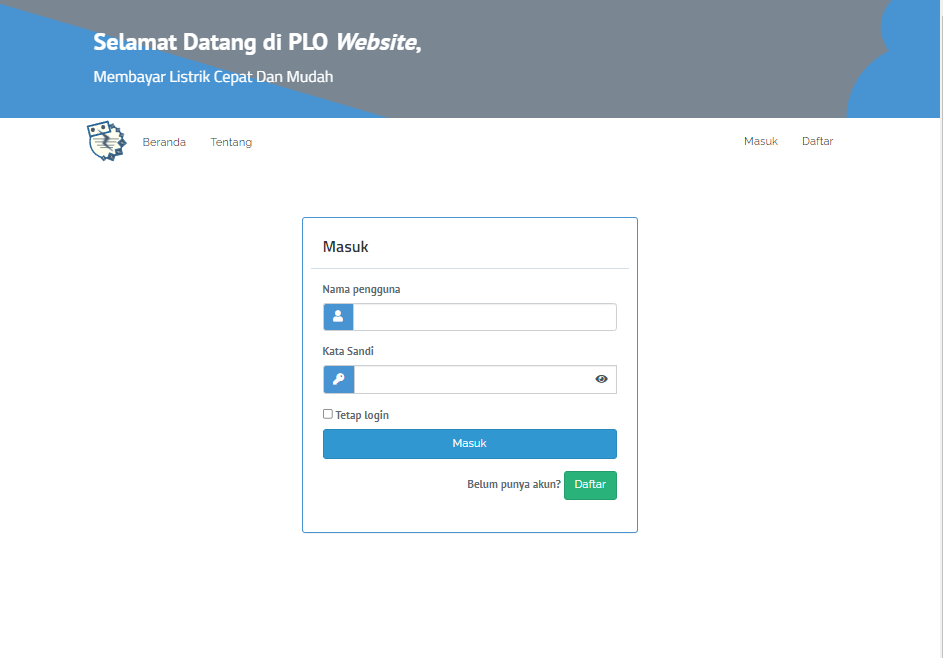 Selamat Datang di PLO Website,
Membayar Listrik Cepat Dan Mudah
Beranda Tentang Masuk Daftar
Masuk
Nama pengguna
Kata Sandi
Tetap login
Masuk
Belum punya akun? Daftar